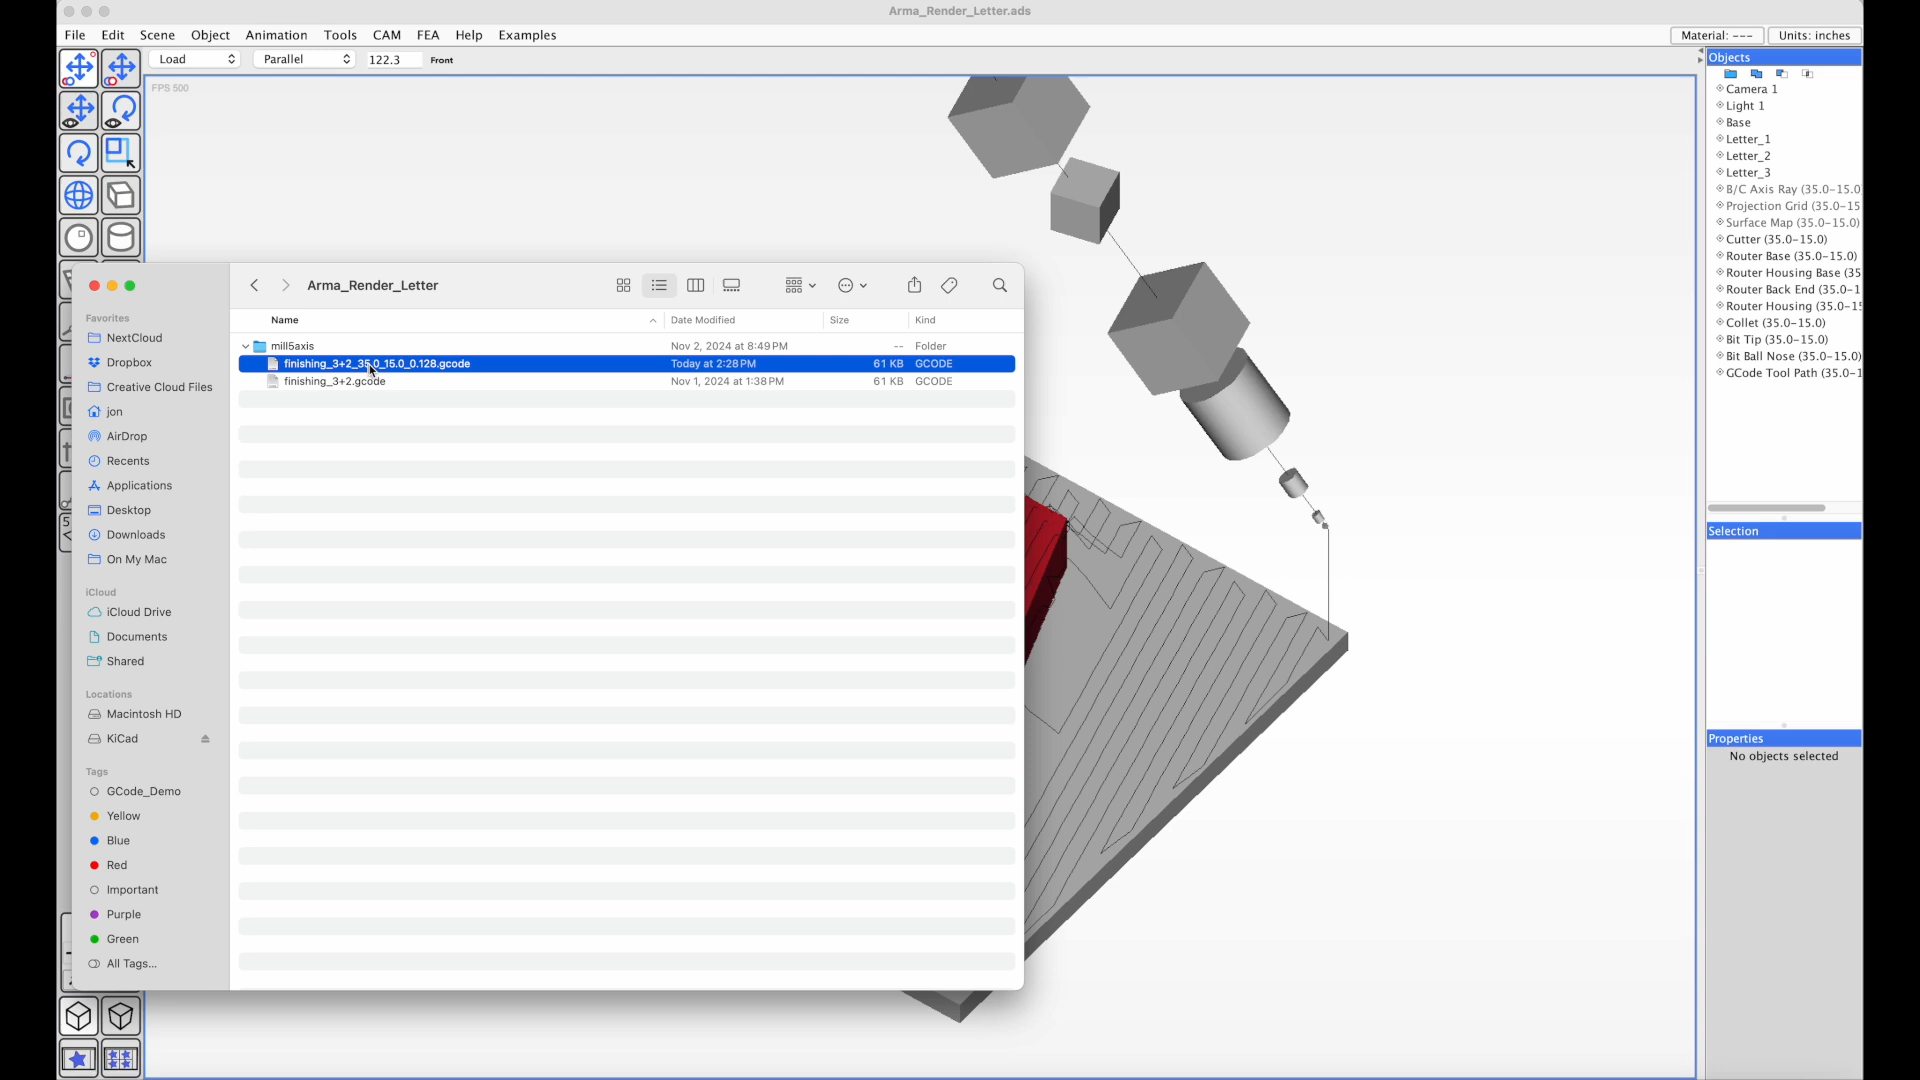 Arma_Render_Letter.ads
File Edit Scene Object Animation Tools CAM FEA Help Examples
Material: --- Units: inches
Load Parallel 122.3 Front
FPS 500
Objects
Camera 1
Light 1
Base
Letter_1
Letter_2
Letter_3
B/C Axis Ray (35.0-15.0
Projection Grid (35.0-15
Surface Map (35.0-15.0)
Cutter (35.0-15.0)
Router Base (35.0-15.0)
Router Housing Base (35
Router Back End (35.0-1
Router Housing (35.0-15
Collet (35.0-15.0)
Bit Tip (35.0-15.0)
Bit Ball Nose (35.0-15.0)
GCode Tool Path (35.0-1
Selection
Properties
No objects selected
Arma_Render_Letter
Name Date Modified Size Kind
mill5axis Nov 2, 2024 at 8:49 PM -- Folder
finishing_3+2_35.0_15.0_0.128.gcode Today at 2:28 PM 61 KB GCODE
finishing_3+2.gcode Nov 1, 2024 at 1:38 PM 61 KB GCODE
Favorites
NextCloud
Dropbox
Creative Cloud Files
jon
AirDrop
Recents
Applications
Desktop
Downloads
On My Mac
iCloud
iCloud Drive
Documents
Shared
Locations
Macintosh HD
KiCad
Tags
GCode_Demo
Yellow
Blue
Red
Important
Purple
Green
All Tags...
5